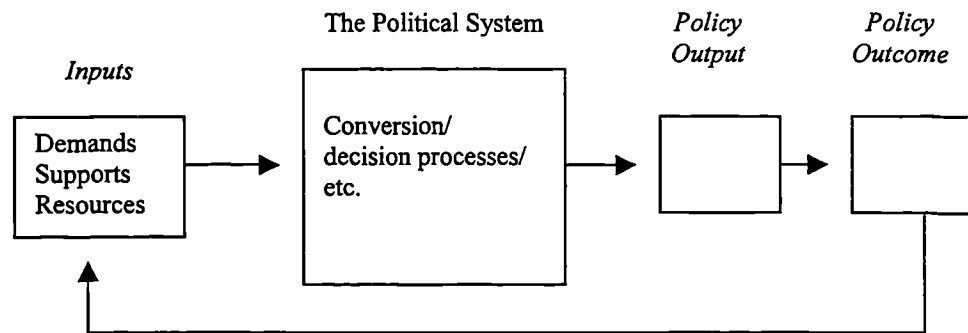 The Political System
Policy
Output
Policy
Outcome
Inputs
Demands
Supports
Resources
Conversion/
decision processes/
etc.